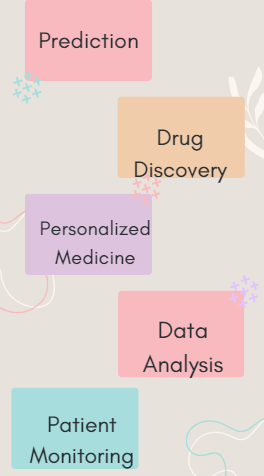 Prediction
Drug
Discovery
Personalized
Medicine
Data
Analysis
Patient
Monitoring